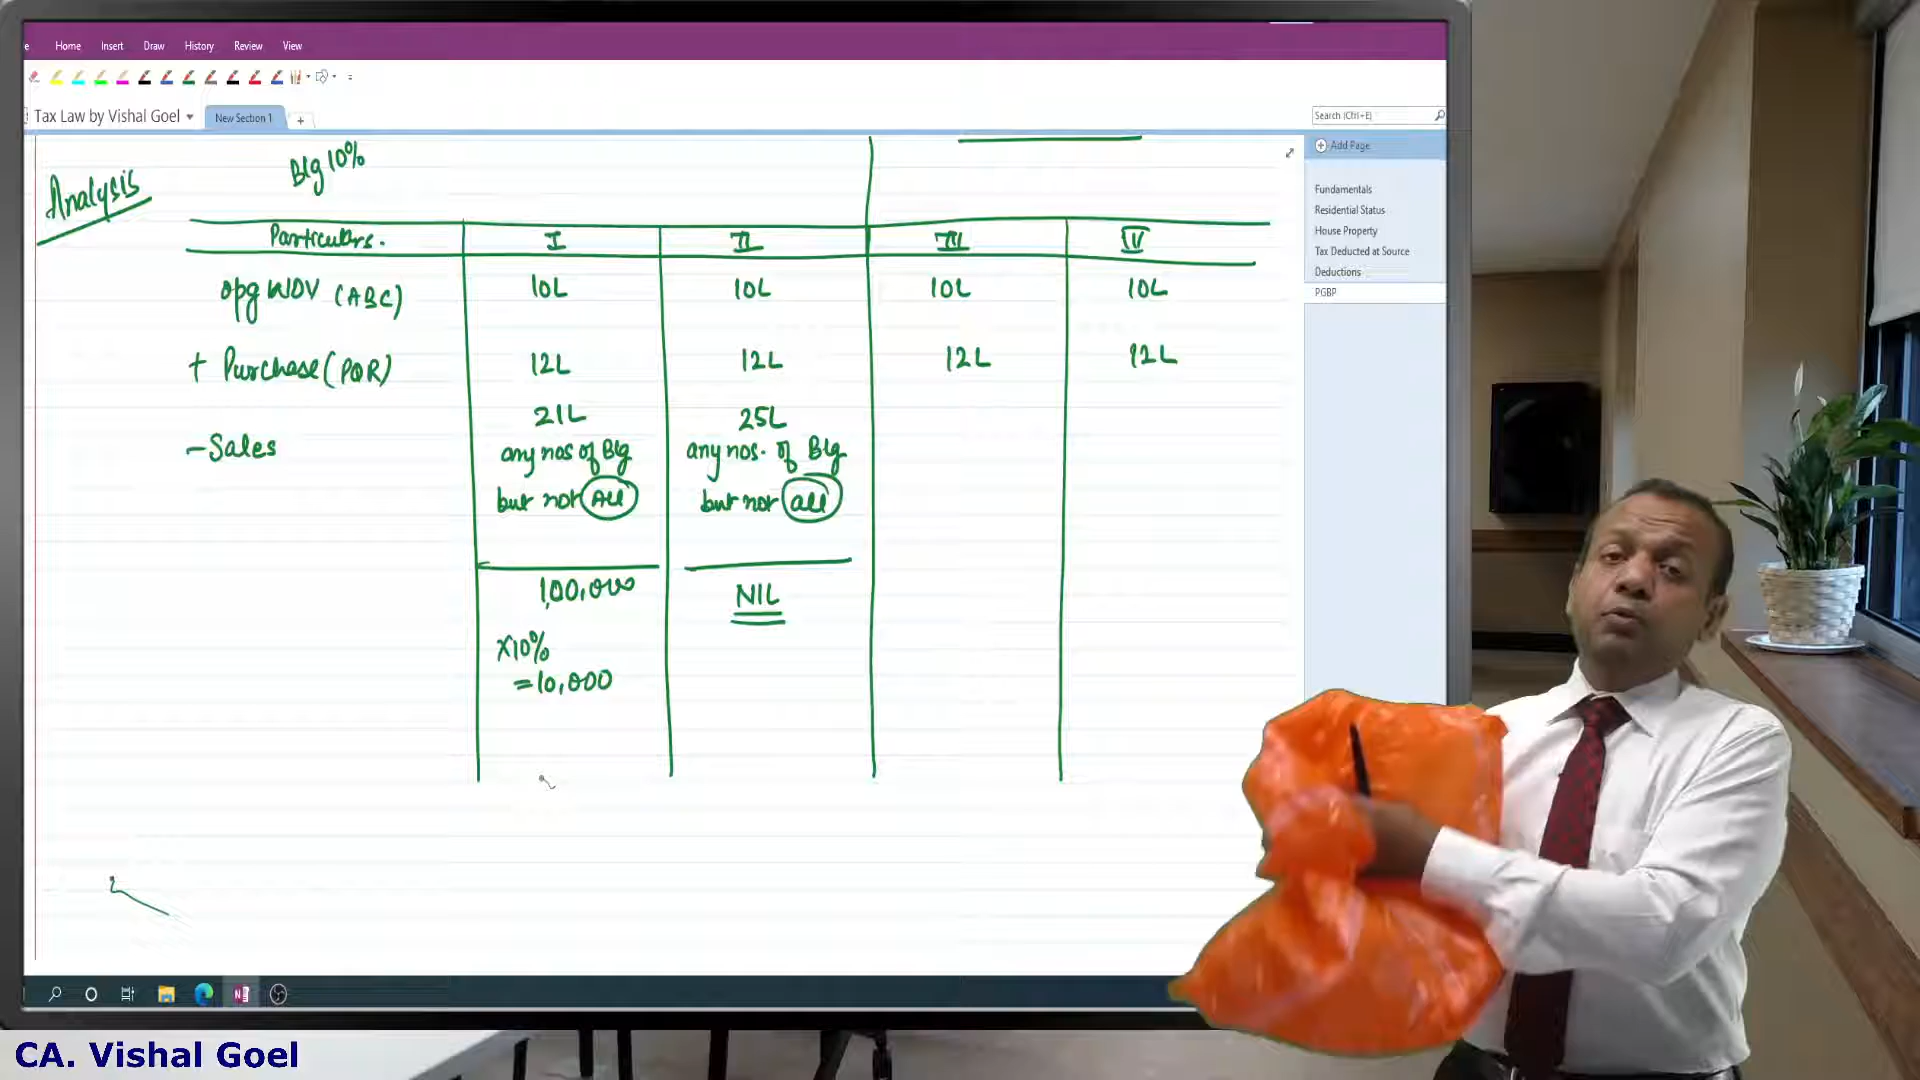 Home Insert Draw History Review View
Tax Law by Vishal Goel New Section 1 +
Search (Ctrl+E)
Add Page
Fundamentals
Residential Status
House Property
Tax Deducted at Source
Deductions
PGBP
Analysis
Blg 10%
Particulars. I II III IV
opg WDV (ABC) 10L 10L 10L 10L
+ Purchase (PQR) 12L 12L 12L 12L
21L 25L
- Sales any nos of Blg any nos. of Blg
but not All but not all
1,00,000 NIL
x10%
=10,000
CA. Vishal Goel